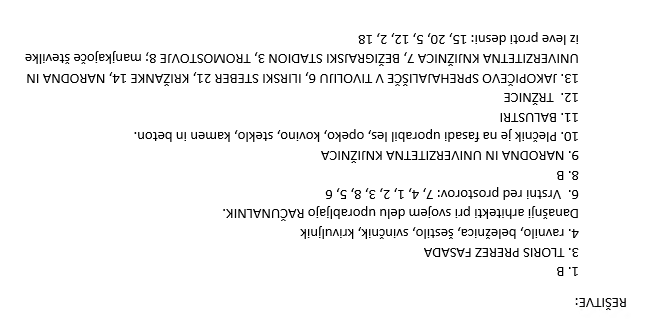 REŠITVE:
1. B
3. TLORIS PREREZ FASADA
4. ravnilo, beležnica, šestilo, svinčnik, krivuljnik
Današnji arhitekti pri svojem delu uporabljajo RAČUNALNIK.
6. Vrstni red prostorov: 7, 4, 1, 2, 3, 8, 5, 6
8. B
9. NARODNA IN UNIVERZITETNA KNJIŽNICA
10. Plečnik je na fasadi uporabil les, opeko, kovino, steklo, kamen in beton.
11. BALUSTRI
12. TRŽNICE
13. JAKOPIČEVO SPREHAJALIŠČE V TIVOLIJU 6, ILIRSKI STEBER 21, KRIŽANKE 14, NARODNA IN
UNIVERZITETNA KNJIŽNICA 7, BEŽIGRAJSKI STADION 3, TROMOSTOVJE 8; manjkajoče številke
iz leve proti desni: 15, 20, 5, 12, 2, 18